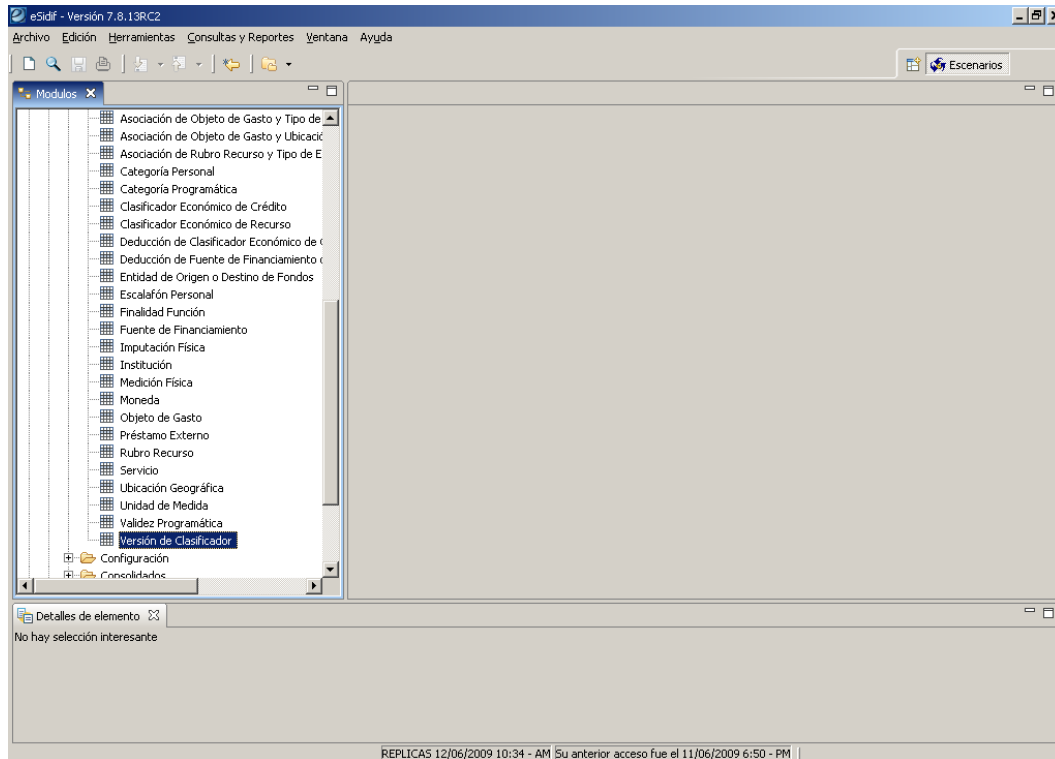 eSidif - Versión 7.8.13RC2
Archivo Edición Herramientas Consultas y Reportes Ventana Ayuda
Escenarios
Modulos
Asociación de Objeto de Gasto y Tipo de
Asociación de Objeto de Gasto y Ubicació
Asociación de Rubro Recurso y Tipo de E
Categoría Personal
Categoría Programática
Clasificador Económico de Crédito
Clasificador Económico de Recurso
Deducción de Clasificador Económico de
Deducción de Fuente de Financiamiento
Entidad de Origen o Destino de Fondos
Escalafón Personal
Finalidad Función
Fuente de Financiamiento
Imputación Física
Institución
Medición Física
Moneda
Objeto de Gasto
Préstamo Externo
Rubro Recurso
Servicio
Ubicación Geográfica
Unidad de Medida
Validez Programática
Versión de Clasificador
Configuración
Consolidados
Detalles de elemento
No hay selección interesante
REPLICAS 12/06/2009 10:34 - AM Su anterior acceso fue el 11/06/2009 6:50 - PM